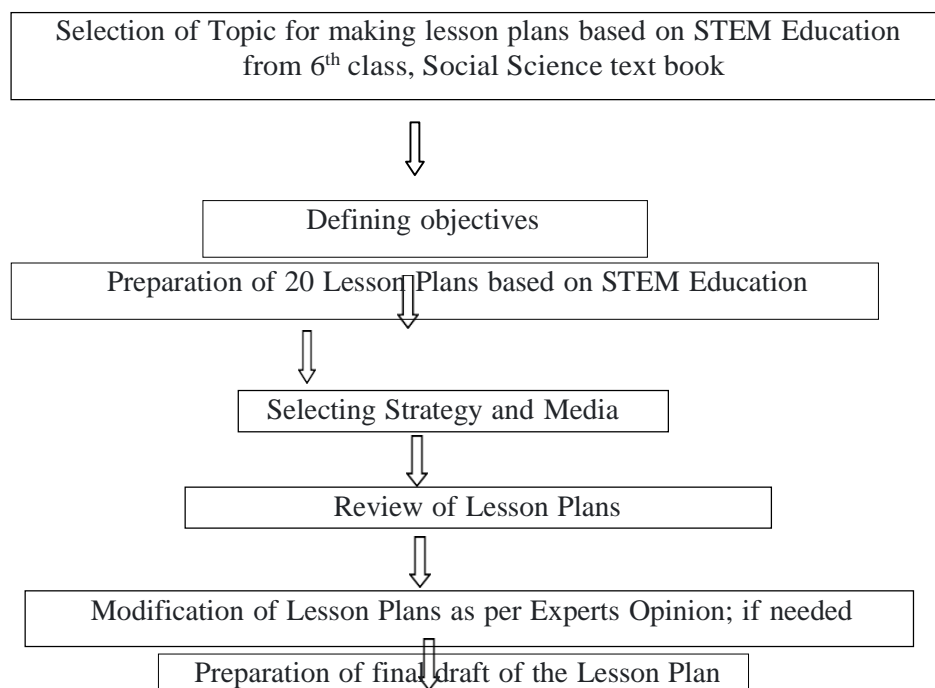 Selection of Topic for making lesson plans based on STEM Education
from 6th class, Social Science text book
Defining objectives
Preparation of 20 Lesson Plans based on STEM Education
Selecting Strategy and Media
Review of Lesson Plans
Modification of Lesson Plans as per Experts Opinion; if needed
Preparation of final draft of the Lesson Plan